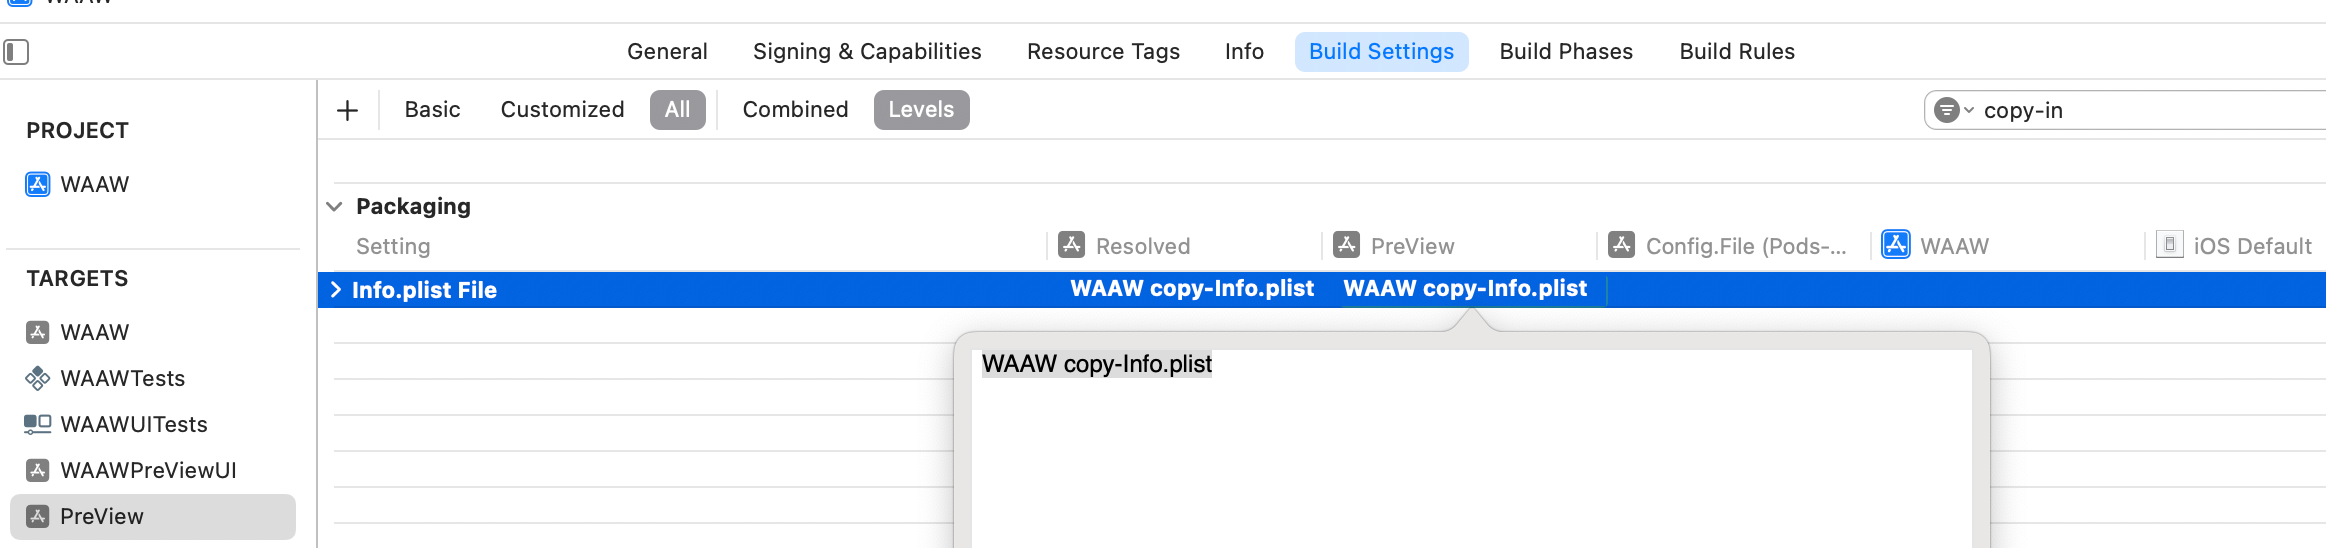 WAAW
General Signing & Capabilities Resource Tags Info Build Settings Build Phases Build Rules
PROJECT
WAAW
TARGETS
WAAW
WAAWTests
WAAWUITests
WAAWPreViewUI
PreView
+ Basic Customized All Combined Levels copy-in
Packaging
Setting Resolved PreView Config.File (Pods-... WAAW iOS Default
Info.plist File WAAW copy-Info.plist WAAW copy-Info.plist
WAAW copy-Info.plist